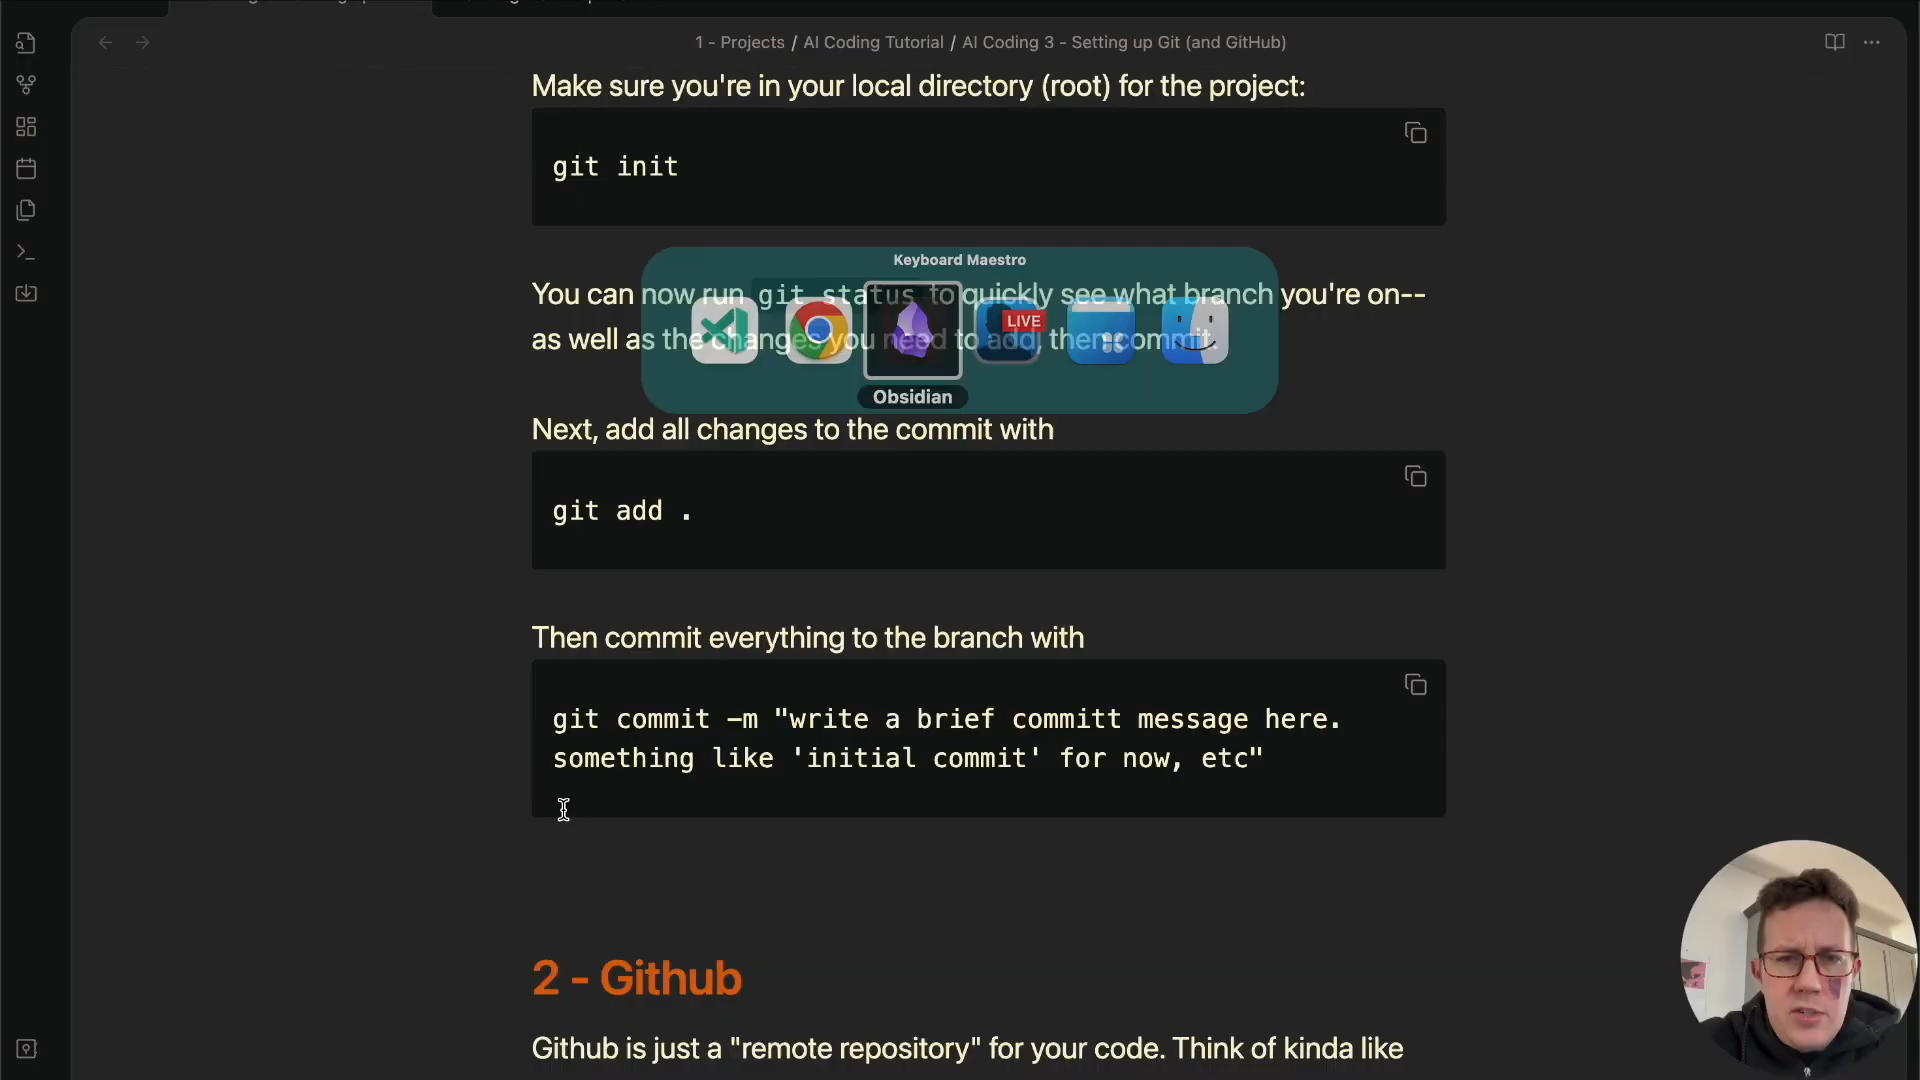 1 - Projects / AI Coding Tutorial / AI Coding 3 - Setting up Git (and GitHub)
Make sure you're in your local directory (root) for the project:
git init
Keyboard Maestro
You can now run git status to quickly see what branch you're on--
LIVE
as well as the changes you need to add, then commit.
Obsidian
Next, add all changes to the commit with
git add .
Then commit everything to the branch with
git commit -m "write a brief committ message here.
something like 'initial commit' for now, etc"
2 - Github
Github is just a "remote repository" for your code. Think of kinda like